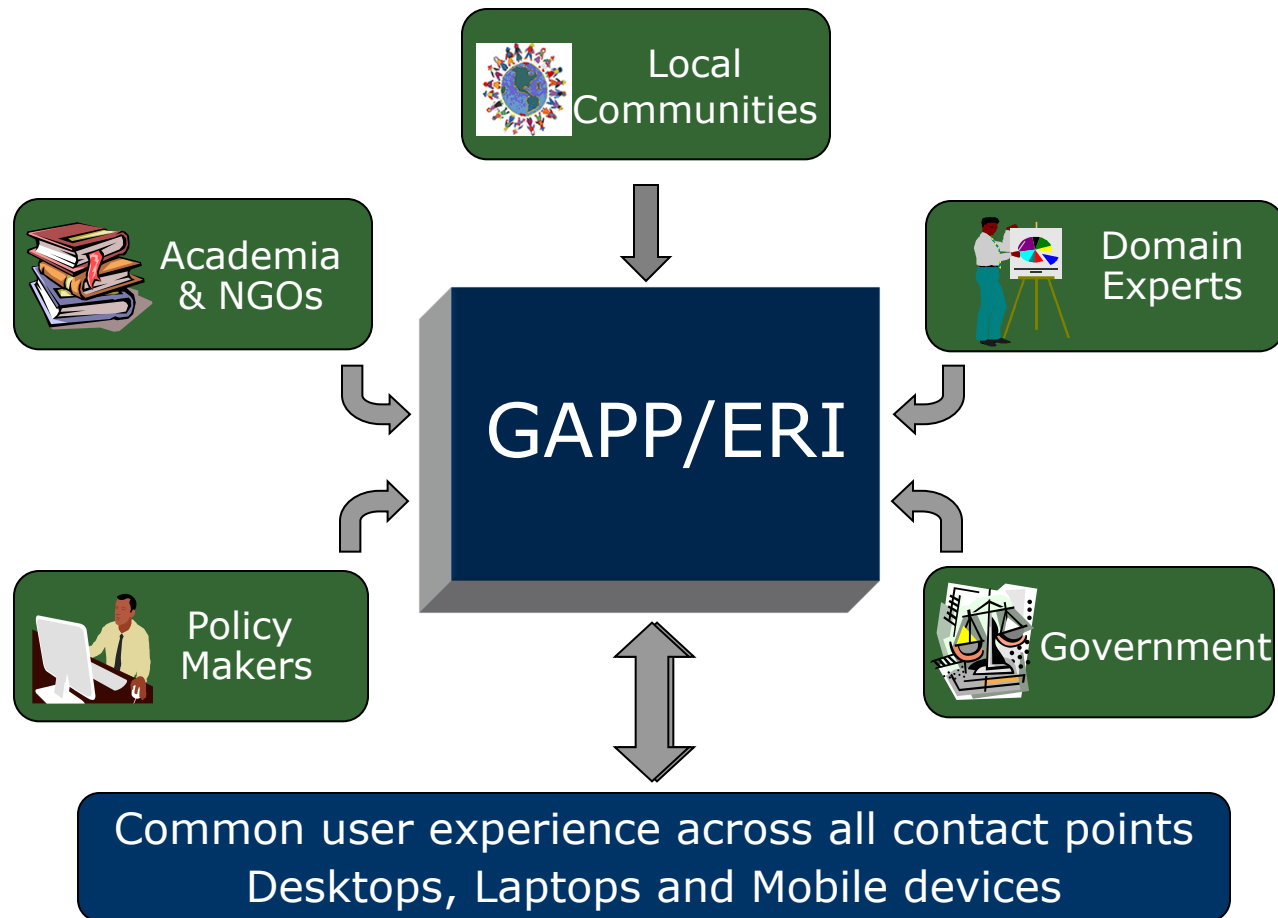 Local
Communities
Academia
& NGOs
Domain
Experts
GAPP/ERI
Policy
Makers
Government
Common user experience across all contact points
Desktops, Laptops and Mobile devices